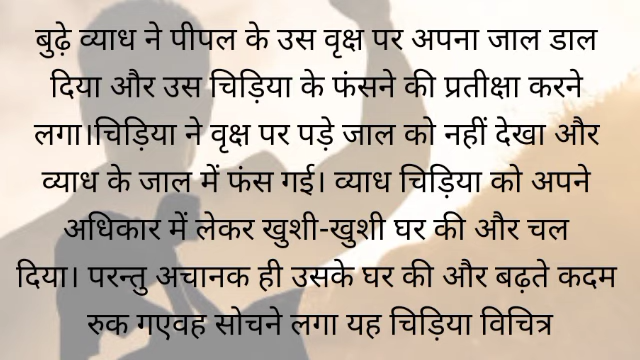 बुढ़े व्याध ने पीपल के उस वृक्ष पर अपना जाल डाल
दिया और उस चिड़िया के फंसने की प्रतीक्षा करने
लगा।चिड़िया ने वृक्ष पर पड़े जाल को नहीं देखा और
व्याध के जाल में फंस गई। व्याध चिड़िया को अपने
अधिकार में लेकर खुशी-खुशी घर की और चल
दिया। परन्तु अचानक ही उसके घर की और बढ़ते कदम
रुक गएवह सोचने लगा यह चिड़िया विचित्र